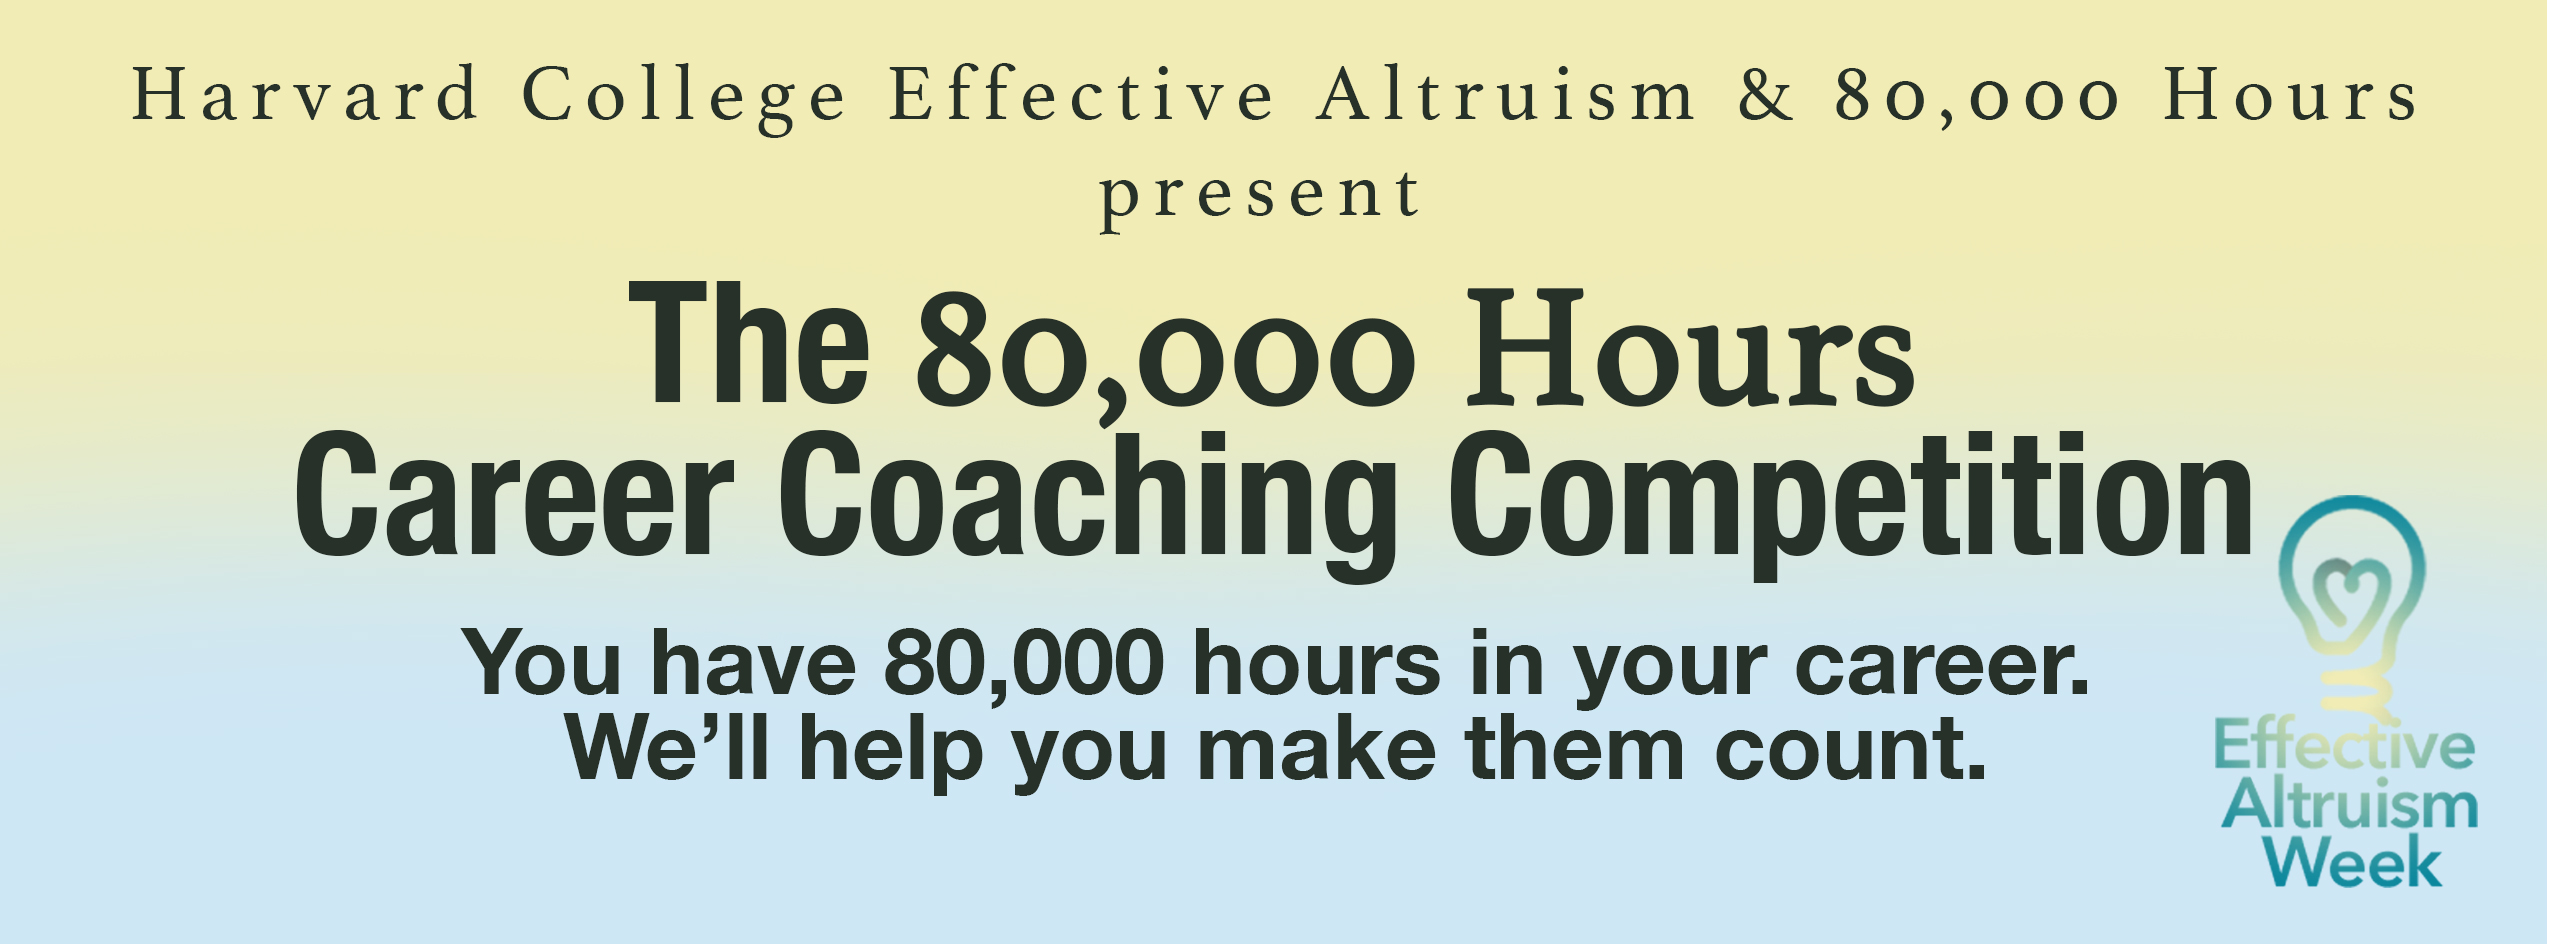 Harvard College Effective Altruism & 80,000 Hours
present
The 80,000 Hours
Career Coaching Competition
You have 80,000 hours in your career.
We’ll help you make them count.
Effective
Altruism
Week